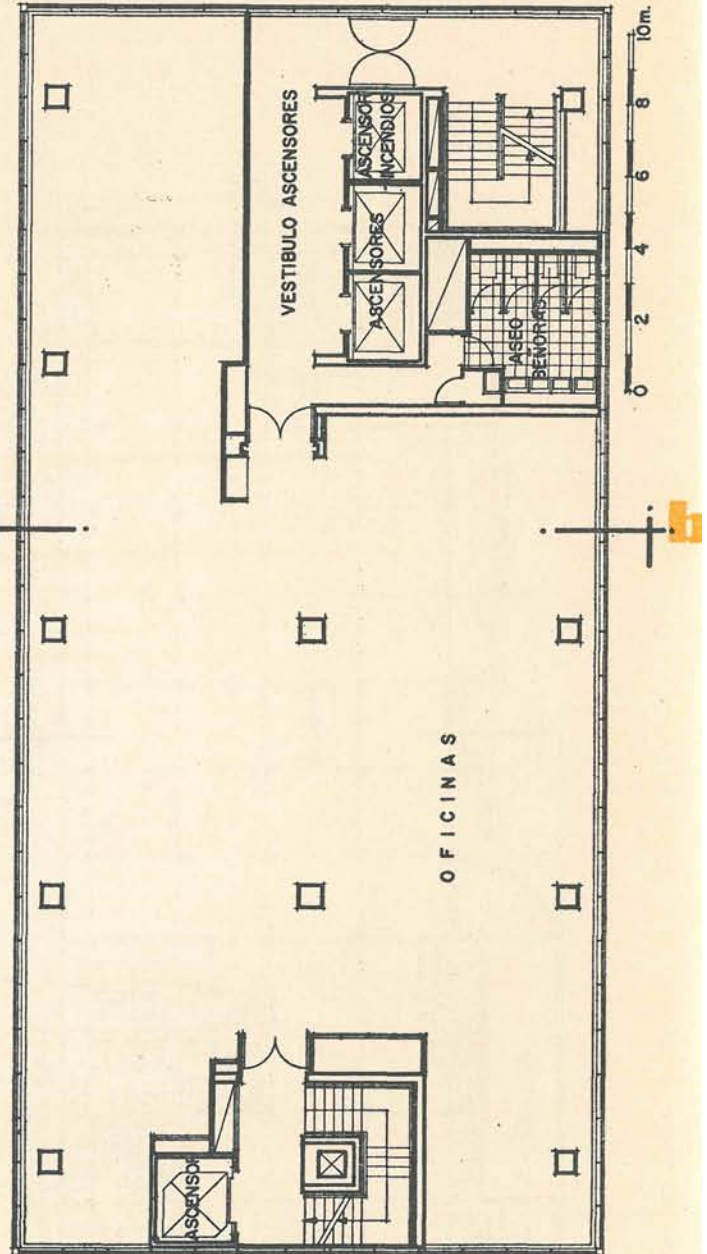 VESTIBULO ASCENSORES
ASCENSOR
INCENDIOS
ASCENSORES
ASEO
SEÑORAS
OFICINAS
ASCENSOR
0 2 4 6 8 10m.
b